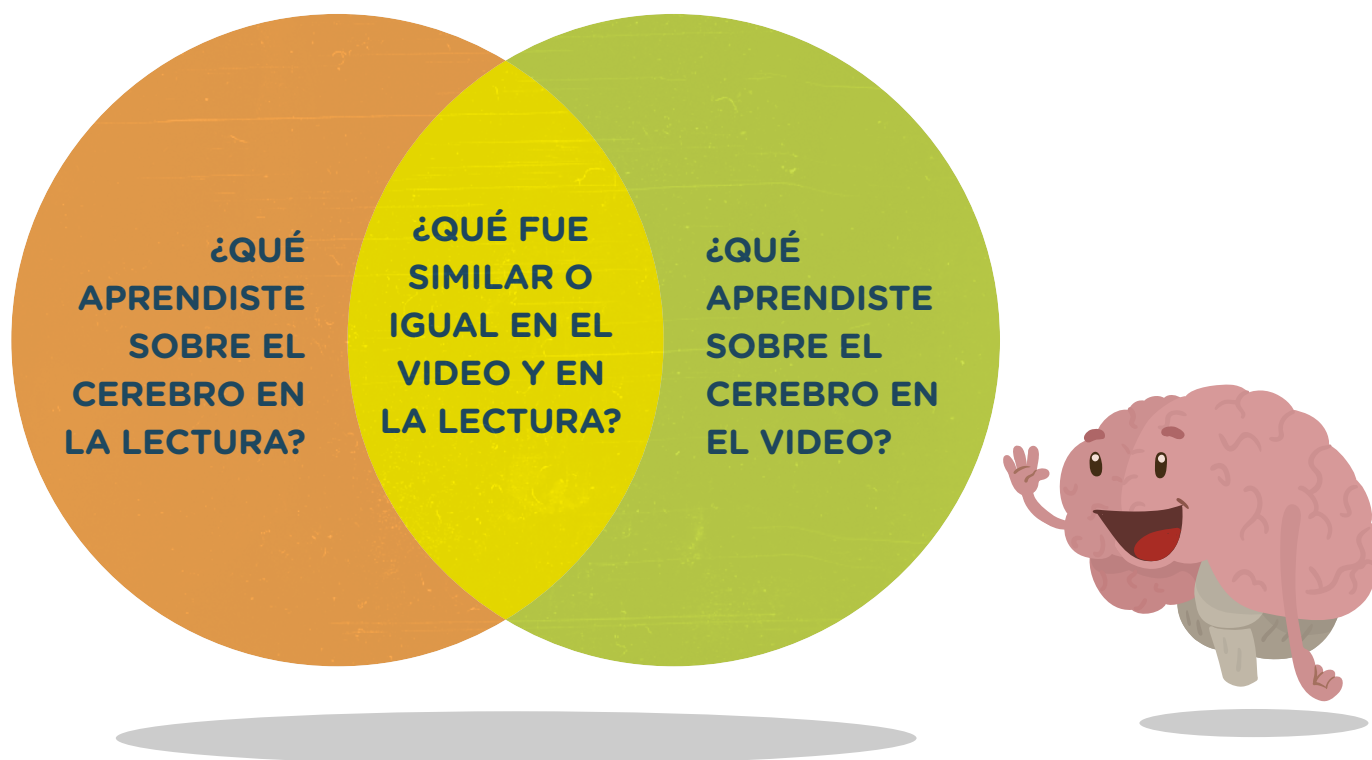 ¿QUÉ
APRENDISTE
SOBRE EL
CEREBRO EN
LA LECTURA?
¿QUÉ FUE
SIMILAR O
IGUAL EN EL
VIDEO Y EN
LA LECTURA?
¿QUÉ
APRENDISTE
SOBRE EL
CEREBRO EN
EL VIDEO?